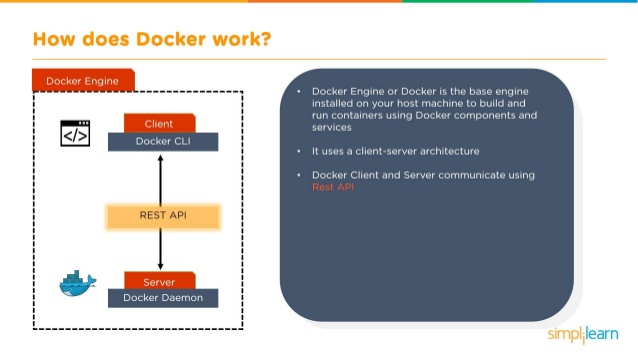 How does Docker work?
Docker Engine
</>
Client
Docker CLI
REST API
Server
Docker Daemon
• Docker Engine or Docker is the base engine
installed on your host machine to build and
run containers using Docker components and
services
• It uses a client-server architecture
• Docker Client and Server communicate using
Rest API
simplilearn